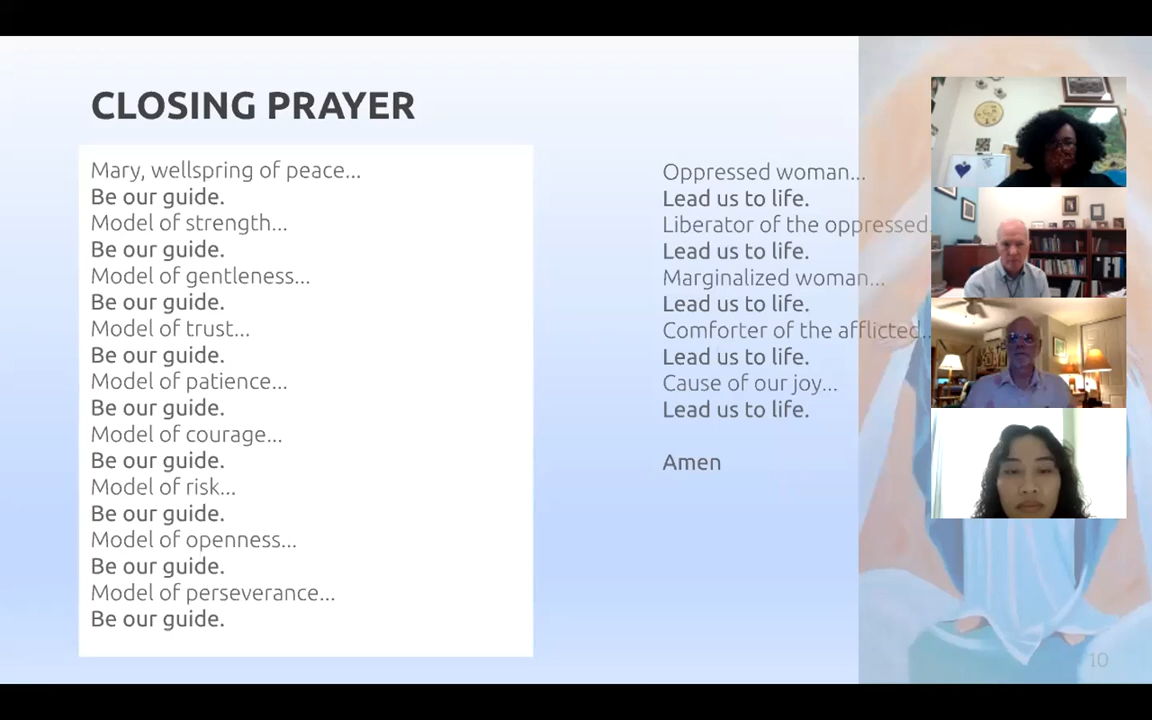 CLOSING PRAYER
Mary, wellspring of peace...
Be our guide.
Model of strength...
Be our guide.
Model of gentleness...
Be our guide.
Model of trust...
Be our guide.
Model of patience...
Be our guide.
Model of courage...
Be our guide.
Model of risk...
Be our guide.
Model of openness...
Be our guide.
Model of perseverance...
Be our guide.
Oppressed woman...
Lead us to life.
Liberator of the oppressed.
Lead us to life.
Marginalized woman...
Lead us to life.
Comforter of the afflicted..
Lead us to life.
Cause of our joy...
Lead us to life.
Amen
10